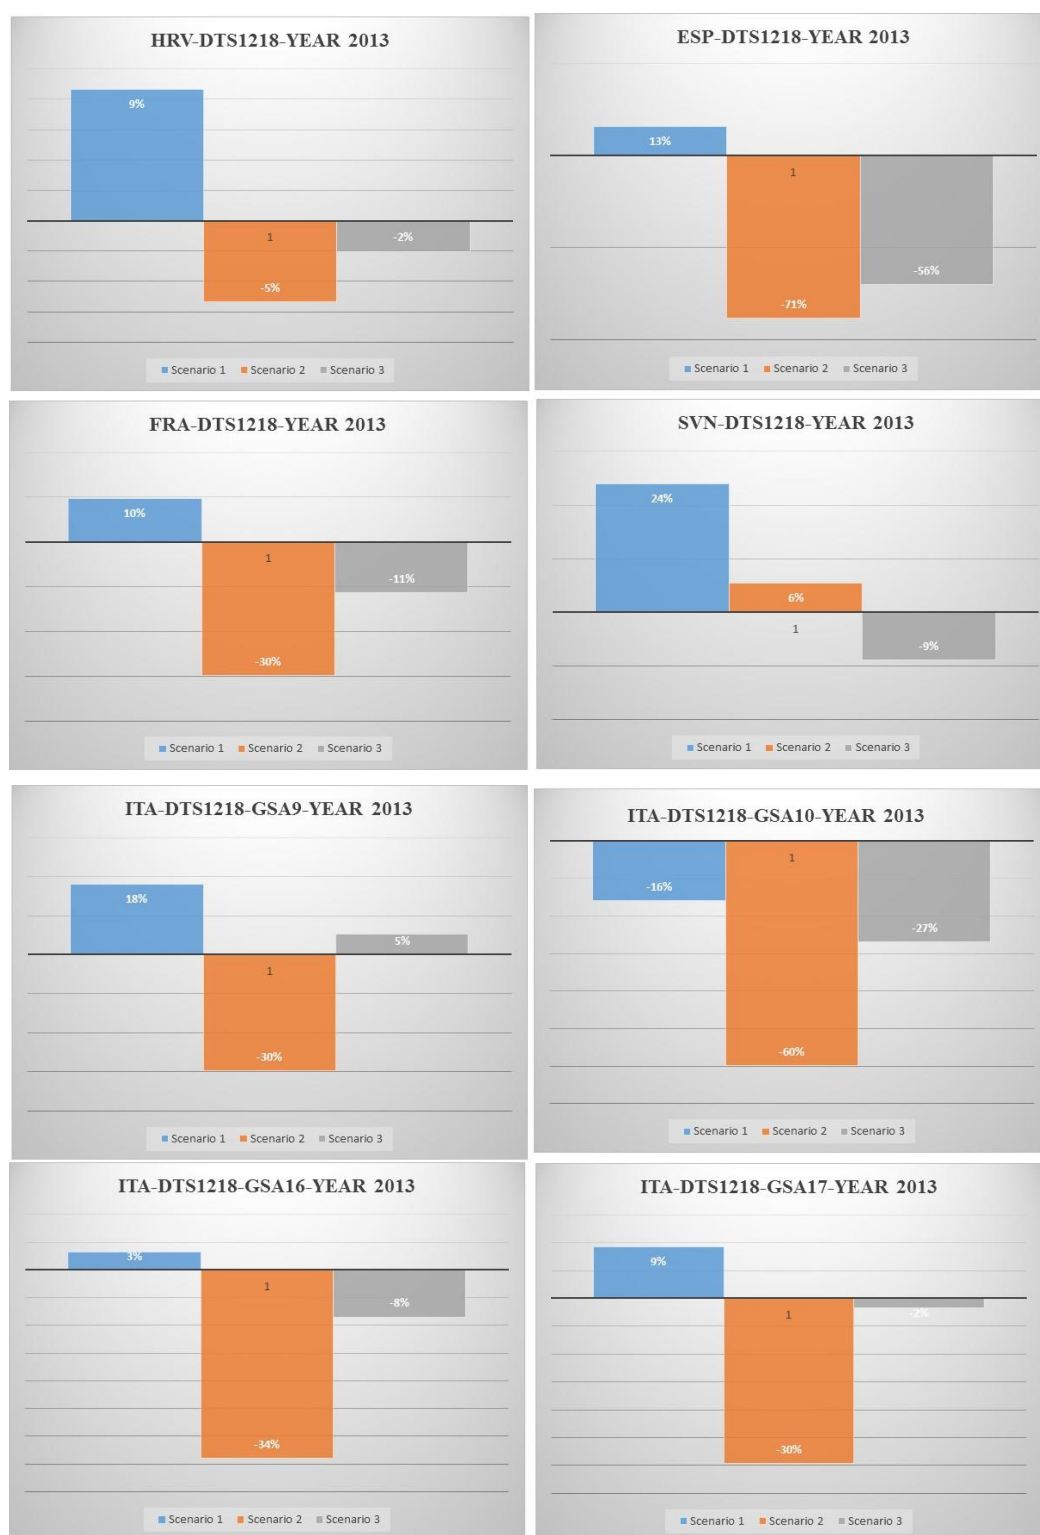 HRV-DTS1218-YEAR 2013
9%
1
-2%
-5%
Scenario 1 Scenario 2 Scenario 3
ESP-DTS1218-YEAR 2013
13%
1
-56%
-71%
Scenario 1 Scenario 2 Scenario 3
FRA-DTS1218-YEAR 2013
10%
1
-11%
-30%
Scenario 1 Scenario 2 Scenario 3
SVN-DTS1218-YEAR 2013
24%
6%
1
-9%
Scenario 1 Scenario 2 Scenario 3
ITA-DTS1218-GSA9-YEAR 2013
18%
5%
1
-30%
Scenario 1 Scenario 2 Scenario 3
ITA-DTS1218-GSA10-YEAR 2013
1
-16%
-27%
-60%
Scenario 1 Scenario 2 Scenario 3
ITA-DTS1218-GSA16-YEAR 2013
3%
1
-8%
-34%
Scenario 1 Scenario 2 Scenario 3
ITA-DTS1218-GSA17-YEAR 2013
9%
1
-2%
-30%
Scenario 1 Scenario 2 Scenario 3